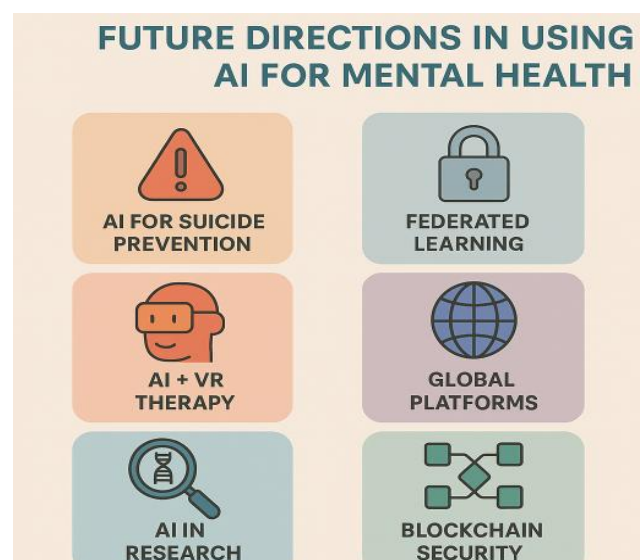 FUTURE DIRECTIONS IN USING
AI FOR MENTAL HEALTH
AI FOR SUICIDE
PREVENTION
FEDERATED
LEARNING
AI + VR
THERAPY
GLOBAL
PLATFORMS
AI IN
RESEARCH
BLOCKCHAIN
SECURITY